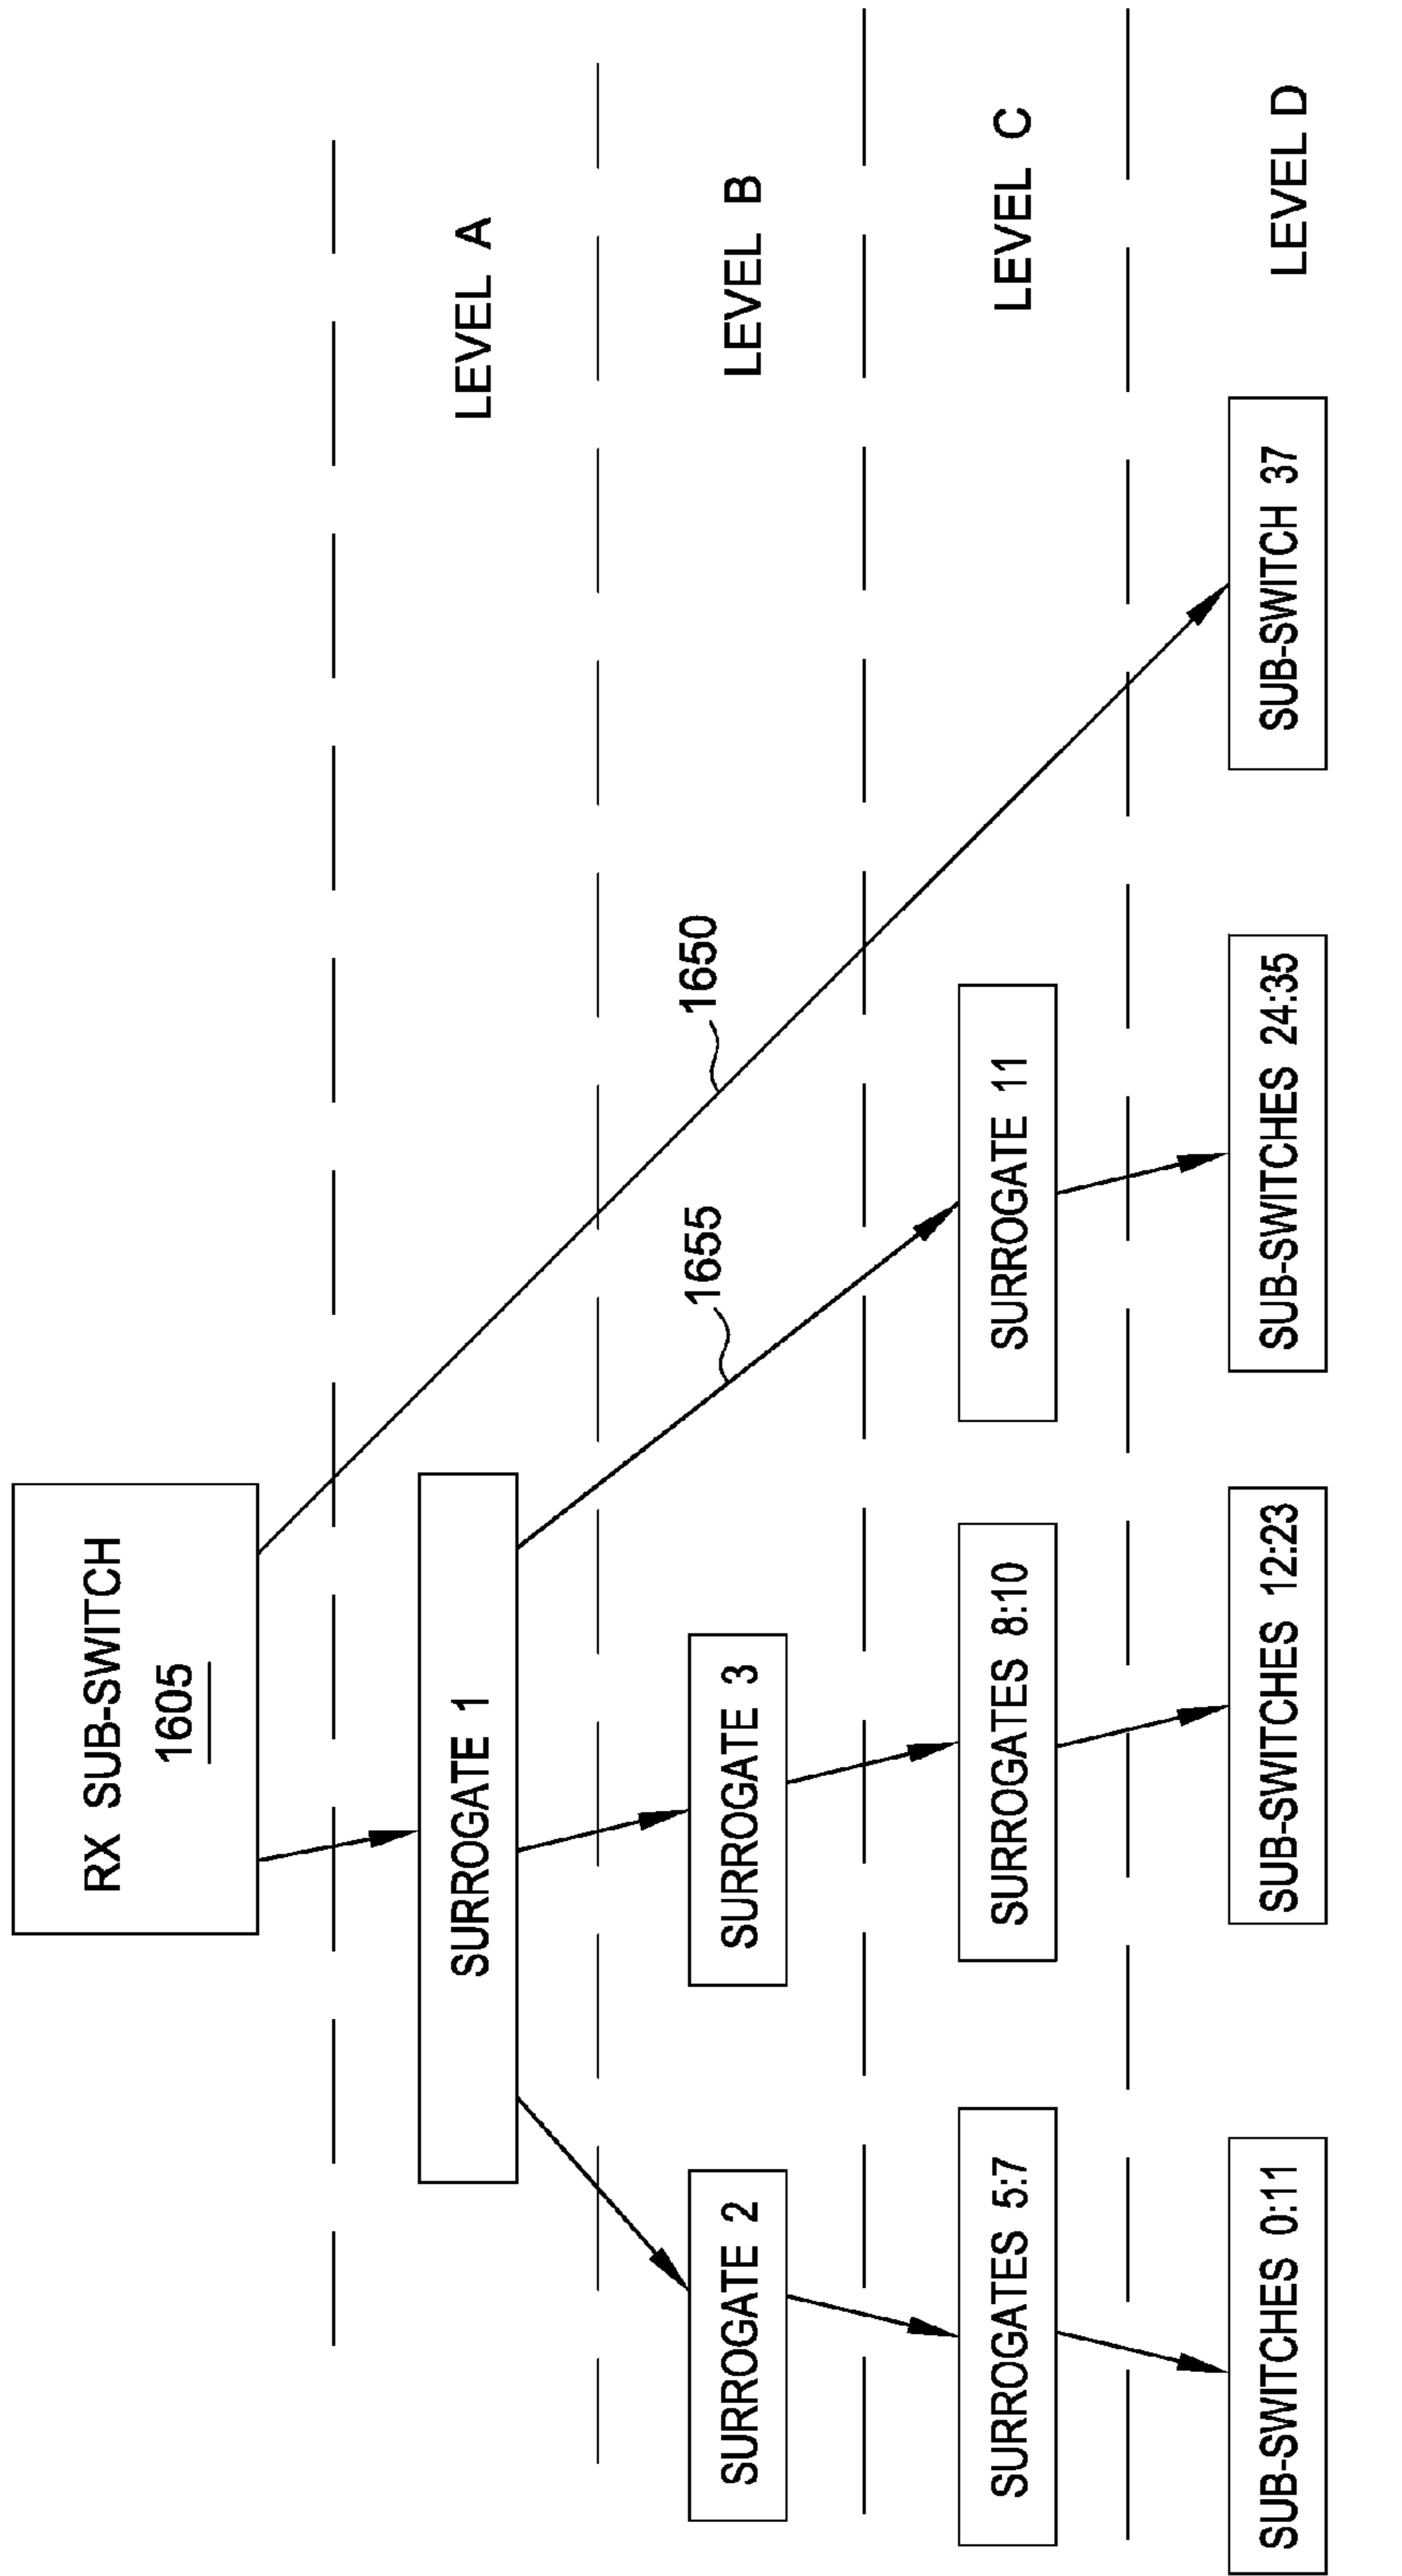 RX SUB-SWITCH
1605
SURROGATE 1
LEVEL A
1655
1650
SURROGATE 2
SURROGATE 3
LEVEL B
SURROGATES 5:7
SURROGATES 8:10
SURROGATE 11
LEVEL C
SUB-SWITCHES 0:11
SUB-SWITCHES 12:23
SUB-SWITCHES 24:35
SUB-SWITCH 37
LEVEL D